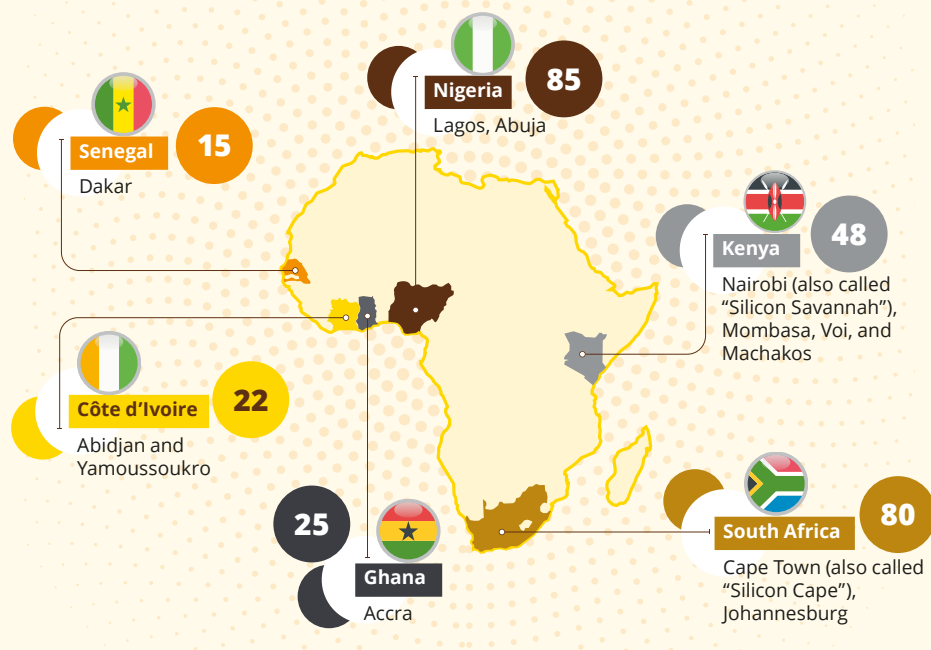 Nigeria
85
Lagos, Abuja
Senegal
15
Dakar
Kenya
48
Nairobi (also called
“Silicon Savannah”),
Mombasa, Voi, and
Machakos
Côte d’Ivoire
22
Abidjan and
Yamoussoukro
25
Ghana
Accra
South Africa
80
Cape Town (also called
“Silicon Cape”),
Johannesburg